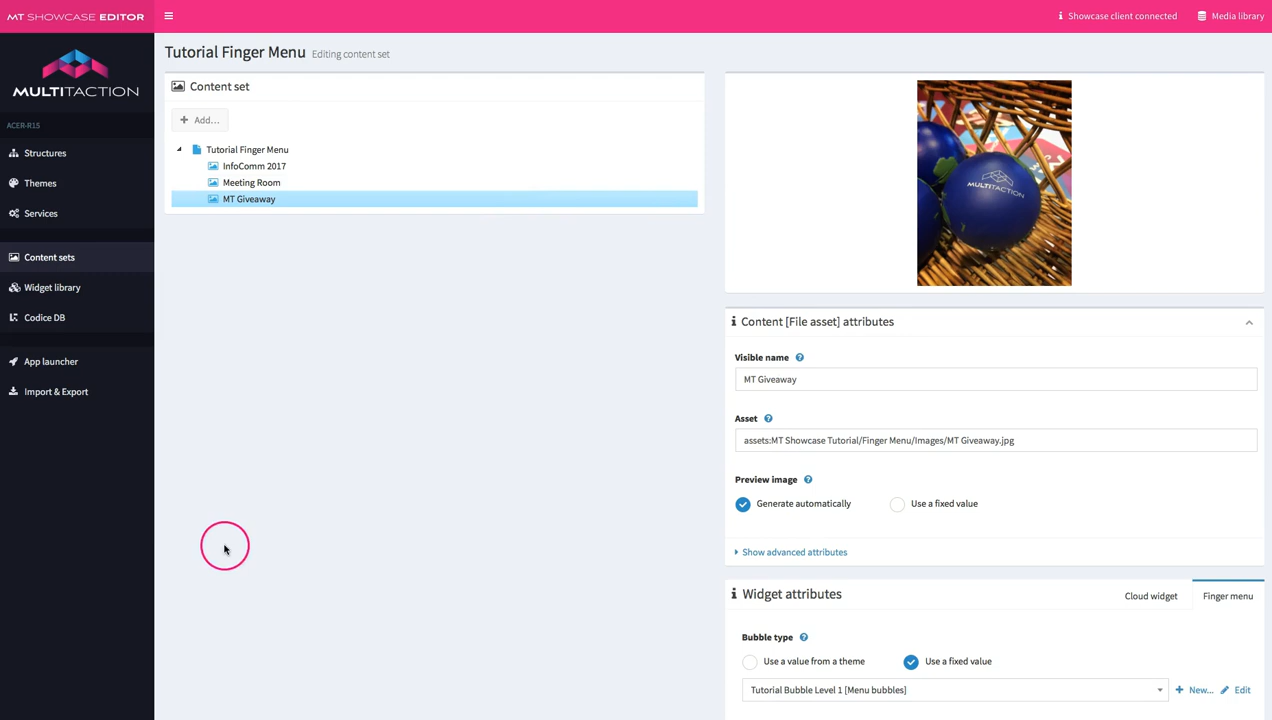 MT SHOWCASE EDITOR
Showcase client connected
Media library
MULTITACTION
ACER-R15
Structures
Themes
Services
Content sets
Widget library
Codice DB
App launcher
Import & Export
Tutorial Finger Menu Editing content set
Content set
Add...
Tutorial Finger Menu
InfoComm 2017
Meeting Room
MT Giveaway
MULTITACTION
Content [File asset] attributes
Visible name
MT Giveaway
Asset
assets:MT Showcase Tutorial/Finger Menu/Images/MT Giveaway.jpg
Preview image
Generate automatically
Use a fixed value
Show advanced attributes
Widget attributes
Cloud widget
Finger menu
Bubble type
Use a value from a theme
Use a fixed value
Tutorial Bubble Level 1 [Menu bubbles]
New...
Edit